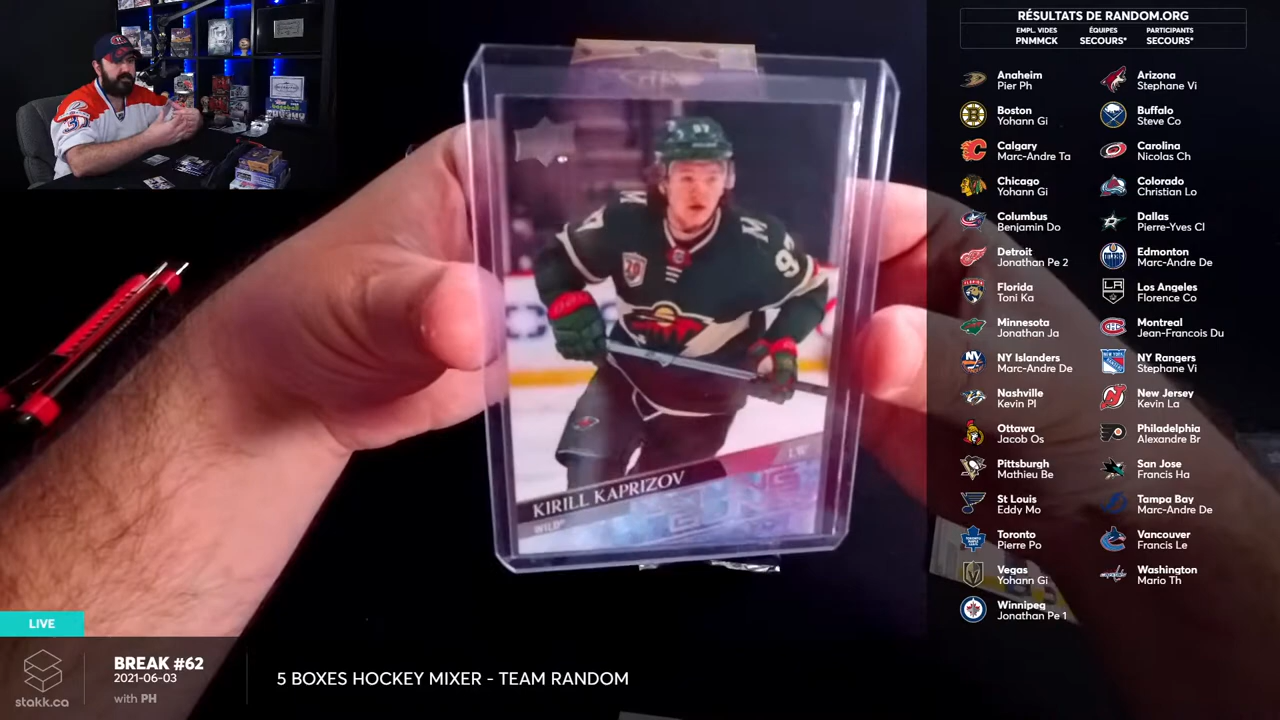 RÉSULTATS DE RANDOM.ORG
EMPL. VIDES
PNMMCK
ÉQUIPES
SECOURS*
PARTICIPANTS
SECOURS*
Anaheim
Pier Ph
Arizona
Stephane Vi
Boston
Yohann Gi
Buffalo
Steve Co
Calgary
Marc-Andre Ta
Carolina
Nicolas Ch
Chicago
Yohann Gi
Colorado
Christian Lo
Columbus
Benjamin Do
Dallas
Pierre-Yves Cl
Detroit
Jonathan Pe 2
Edmonton
Marc-Andre De
Florida
Toni Ka
Los Angeles
Florence Co
Minnesota
Jonathan Ja
Montreal
Jean-Francois Du
NY Islanders
Marc-Andre De
NY Rangers
Stephane Vi
Nashville
Kevin Pl
New Jersey
Kevin La
Ottawa
Jacob Os
Philadelphia
Alexandre Br
Pittsburgh
Mathieu Be
San Jose
Francis Ha
St Louis
Eddy Mo
Tampa Bay
Marc-Andre De
Toronto
Pierre Po
Vancouver
Francis Le
Vegas
Yohann Gi
Washington
Mario Th
Winnipeg
Jonathan Pe 1
97
M
M
97
20
LW
KIRILL KAPRIZOV
WILD
YOUNG
GUNS
LIVE
stakk.ca
BREAK #62
2021-06-03
with PH
5 BOXES HOCKEY MIXER - TEAM RANDOM